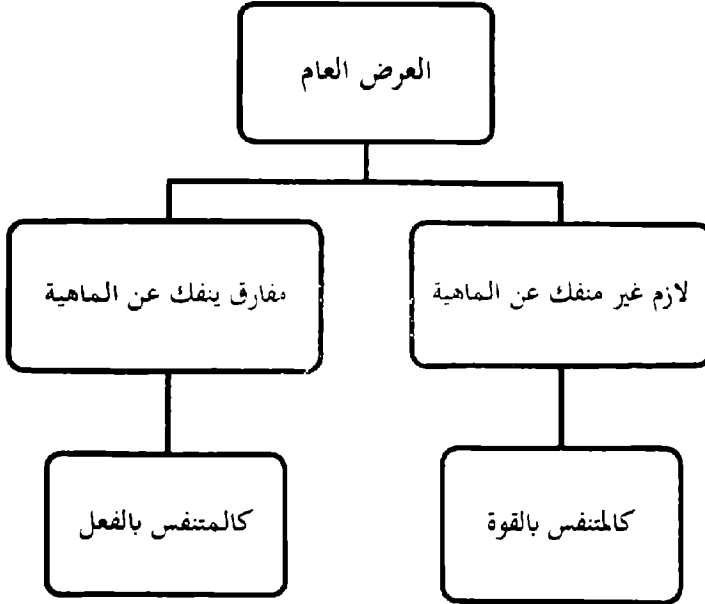 العرض العام
لازم غير منفك عن الماهية
مفارق ينفك عن الماهية
كالمتنفس بالقوة
كالمتنفس بالفعل